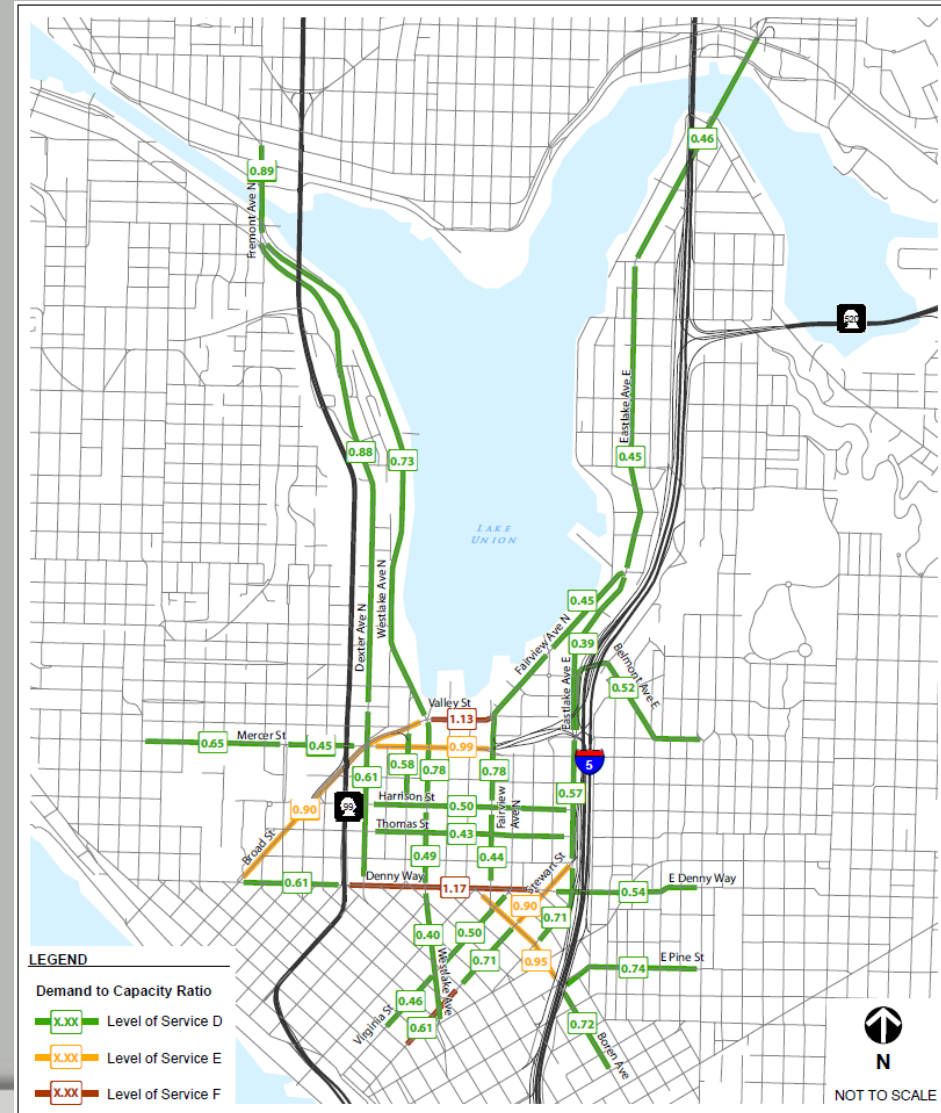 0.46
0.89
Fremont Ave N
520
Eastlake Ave E
0.88
0.73
0.45
LAKE
UNION
Dexter Ave N
Westlake Ave N
0.45
Fairview Ave N
0.39
Eastlake Ave E
Belmont Ave E
0.52
Valley St
1.13
Mercer St
0.65
0.45
0.99
0.58
0.78
0.78
0.61
5
0.57
Harrison St
0.50
Fairview
Ave N
0.90
99
Thomas St
0.43
Broad St
0.49
0.44
Denny Way
Stewart St
0.61
1.17
0.54
E Denny Way
0.90
0.71
0.40
0.50
0.71
0.95
Westlake Ave
E Pine St
0.74
0.46
Virginia St
0.61
0.72
Boren Ave
LEGEND
Demand to Capacity Ratio
X.XX Level of Service D
X.XX Level of Service E
X.XX Level of Service F
N
NOT TO SCALE